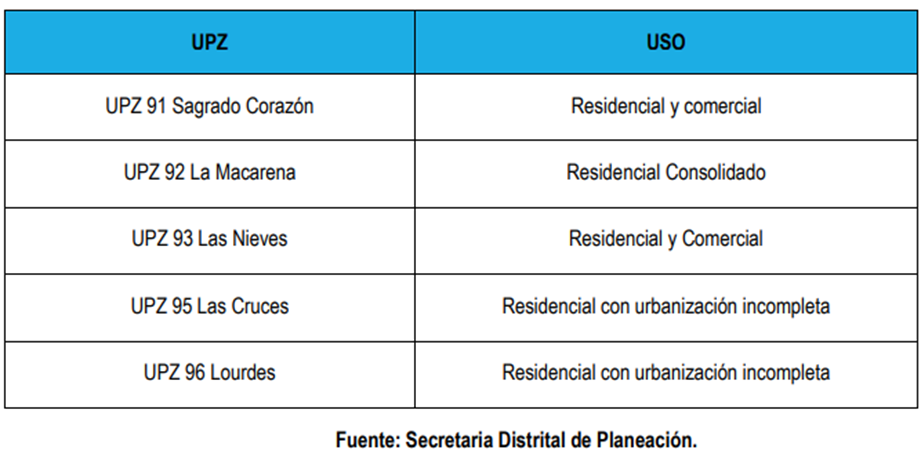 UPZ USO
UPZ 91 Sagrado Corazón Residencial y comercial
UPZ 92 La Macarena Residencial Consolidado
UPZ 93 Las Nieves Residencial y Comercial
UPZ 95 Las Cruces Residencial con urbanización incompleta
UPZ 96 Lourdes Residencial con urbanización incompleta
Fuente: Secretaria Distrital de Planeación.